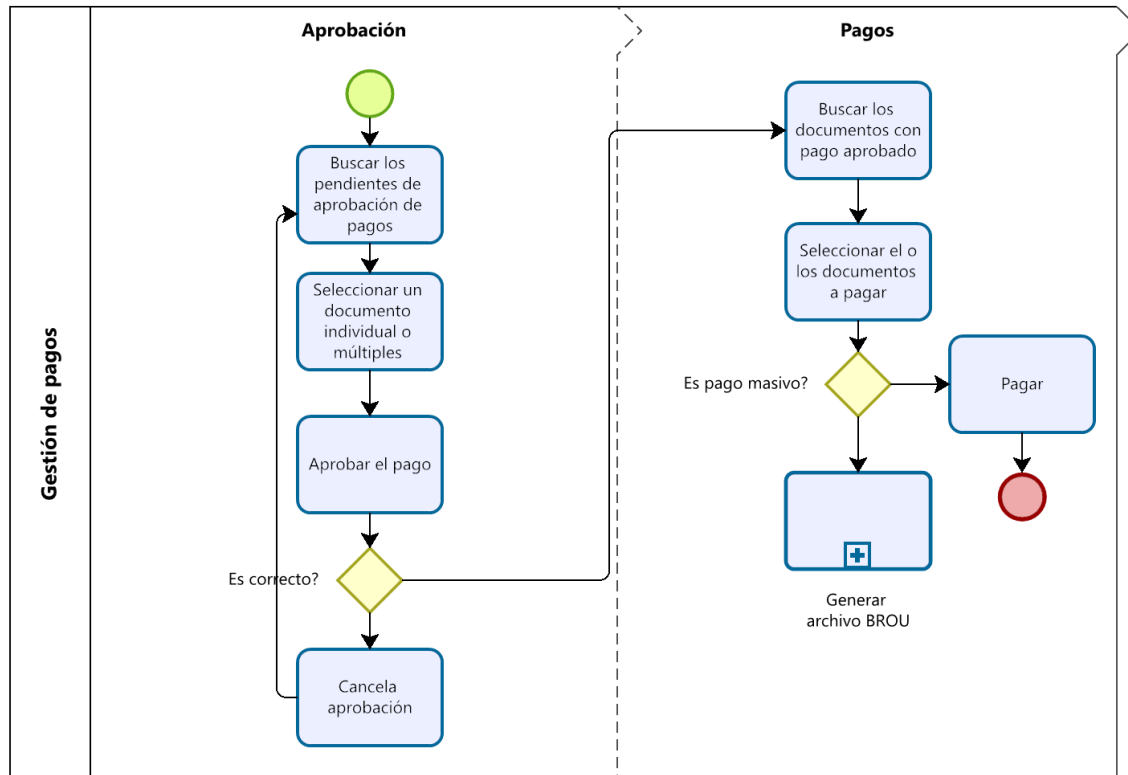 Gestión de pagos
Aprobación
Buscar los
pendientes de
aprobación de
pagos
Seleccionar un
documento
individual o
múltiples
Aprobar el pago
Es correcto?
Cancela
aprobación
Pagos
Buscar los
documentos con
pago aprobado
Seleccionar el o
los documentos
a pagar
Es pago masivo?
Pagar
Generar
archivo BROU